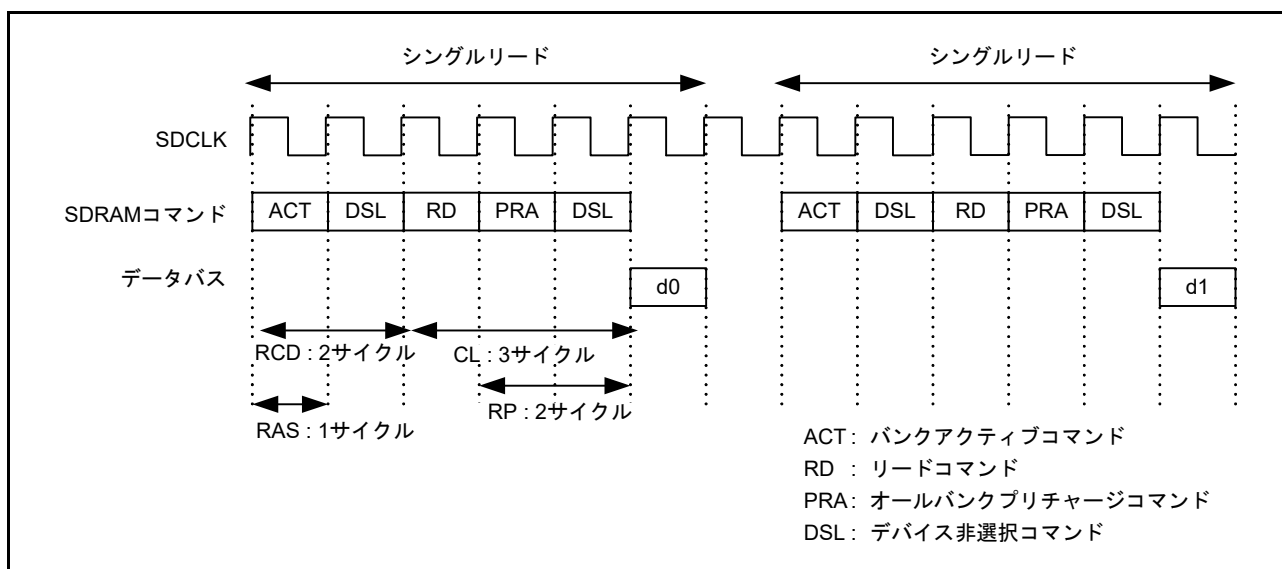 シングルリード シングルリード
SDCLK
SDRAMコマンド ACT DSL RD PRA DSL ACT DSL RD PRA DSL
データバス d0 d1
RCD : 2サイクル CL : 3サイクル
RAS : 1サイクル RP : 2サイクル
ACT : バンクアクティブコマンド
RD : リードコマンド
PRA : オールバンクプリチャージコマンド
DSL : デバイス非選択コマンド